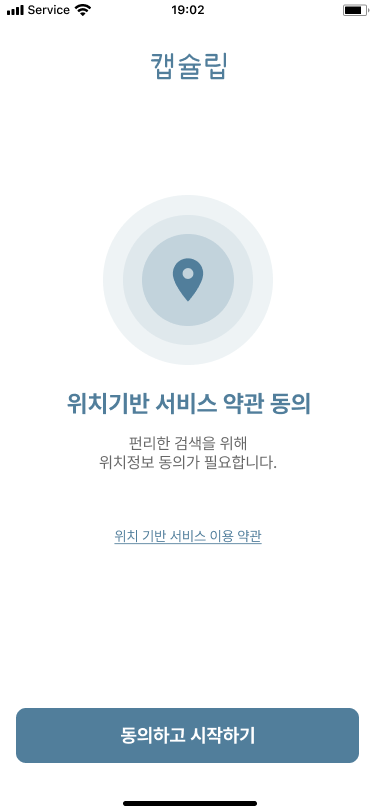 Service
19:02
캡슐립
위치기반 서비스 약관 동의
펀리한 검색을 위해
위치정보 동의가 필요합니다.
위치 기반 서비스 이용 약관
동의하고 시작하기